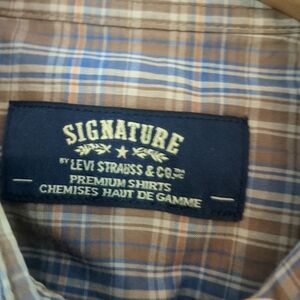 SIGNATURE
BY LEVI STRAUSS & CO.
PREMIUM SHIRTS
CHEMISES HAUT DE GAMME